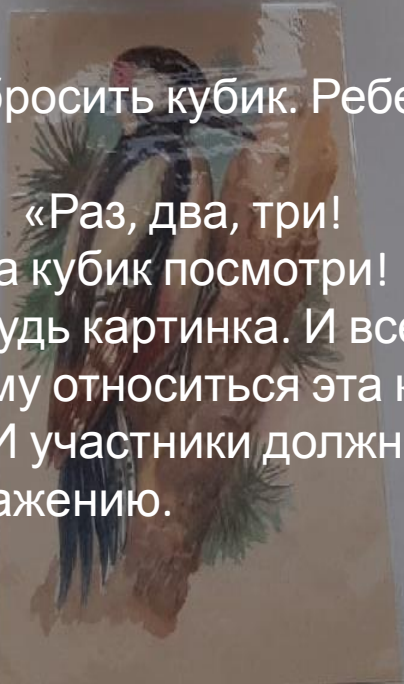 бросить кубик. Ребе
«Раз, два, три!
а кубик посмотри!
удь картинка. И все
му относиться эта к
И участники должн
ажению.